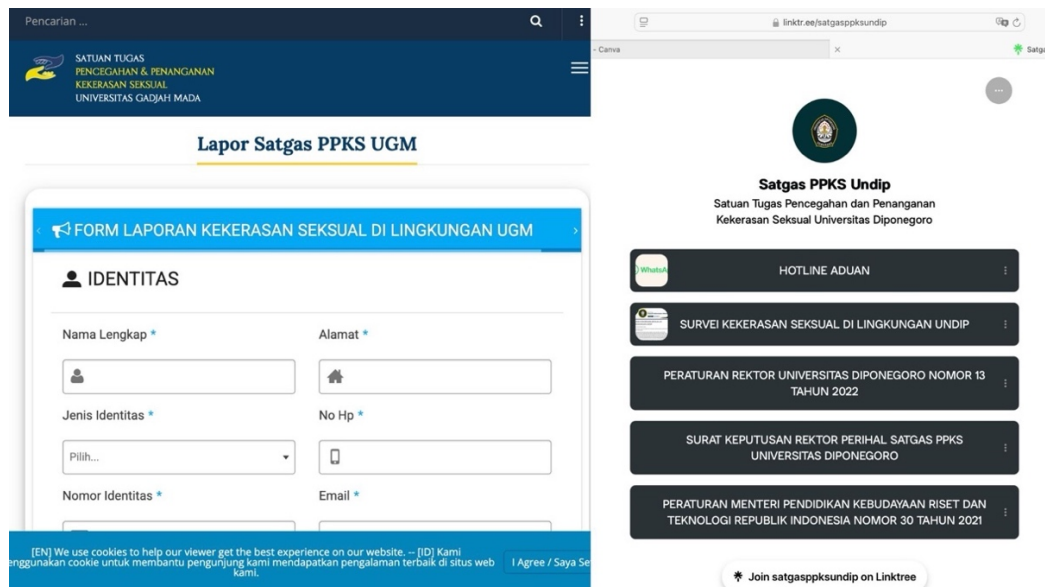 Pencarian ...
SATUAN TUGAS
PENCEGAHAN & PENANGANAN
KEKERASAN SEKSUAL
UNIVERSITAS GADJAH MADA
Lapor Satgas PPKS UGM
FORM LAPORAN KEKERASAN SEKSUAL DI LINGKUNGAN UGM
IDENTITAS
Nama Lengkap *
Alamat *
Jenis Identitas *
No Hp *
Pilih...
Nomor Identitas *
Email *
[EN] We use cookies to help our viewer get the best experience on our website. -- [ID] Kami
enggunakan cookie untuk membantu pengunjung kami mendapatkan pengalaman terbaik di situs web
kami.
I Agree / Saya Se
linktr.ee/satgasppksundip
- Canva
Satga
Satgas PPKS Undip
Satuan Tugas Pencegahan dan Penanganan
Kekerasan Seksual Universitas Diponegoro
WhatsA
HOTLINE ADUAN
SURVEI KEKERASAN SEKSUAL DI LINGKUNGAN UNDIP
PERATURAN REKTOR UNIVERSITAS DIPONEGORO NOMOR 13
TAHUN 2022
SURAT KEPUTUSAN REKTOR PERIHAL SATGAS PPKS
UNIVERSITAS DIPONEGORO
PERATURAN MENTERI PENDIDIKAN KEBUDAYAAN RISET DAN
TEKNOLOGI REPUBLIK INDONESIA NOMOR 30 TAHUN 2021
Join satgasppksundip on Linktree